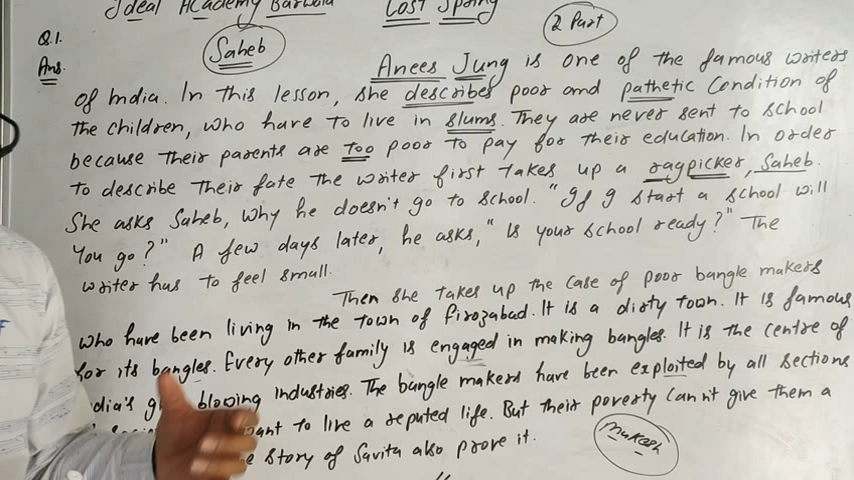 Ideal Academy Barwala Lost Spring
Q.1. 2 Part
Saheb
Ans. Anees Jung is one of the famous writers
of India. In this lesson, she describes poor and pathetic condition of
the children, who have to live in slums. They are never sent to school
because their parents are too poor to pay for their education. In order
to describe their fate the writer first takes up a ragpicker, Saheb.
She asks Saheb, why he doesn't go to school. "If I start a school will
you go?" A few days later, he asks, "Is your school ready?" The
writer has to feel small.
Then she takes up the case of poor bangle makers
who have been living in the town of Firozabad. It is a dirty town. It is famous
for its bangles. Every other family is engaged in making bangles. It is the centre of
blowing industries. The bangle makers have been exploited by all sections
to live a reputed life. But their poverty can n't give them a
story of Savita also prove it.
Mukesh